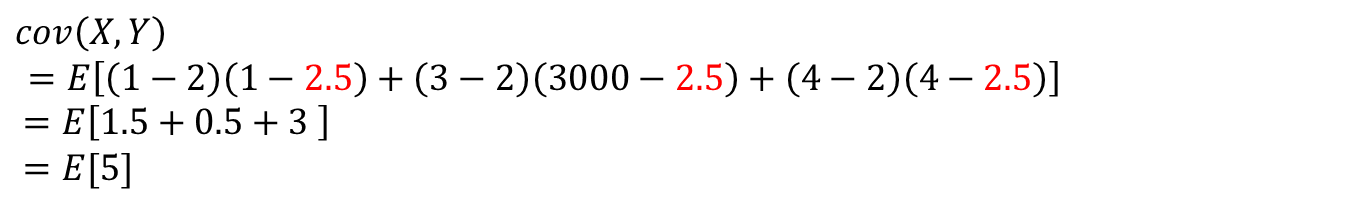 cov(X, Y)
= E[(1 − 2)(1 − 2.5) + (3 − 2)(3000 − 2.5) + (4 − 2)(4 − 2.5)]
= E[1.5 + 0.5 + 3 ]
= E[5]